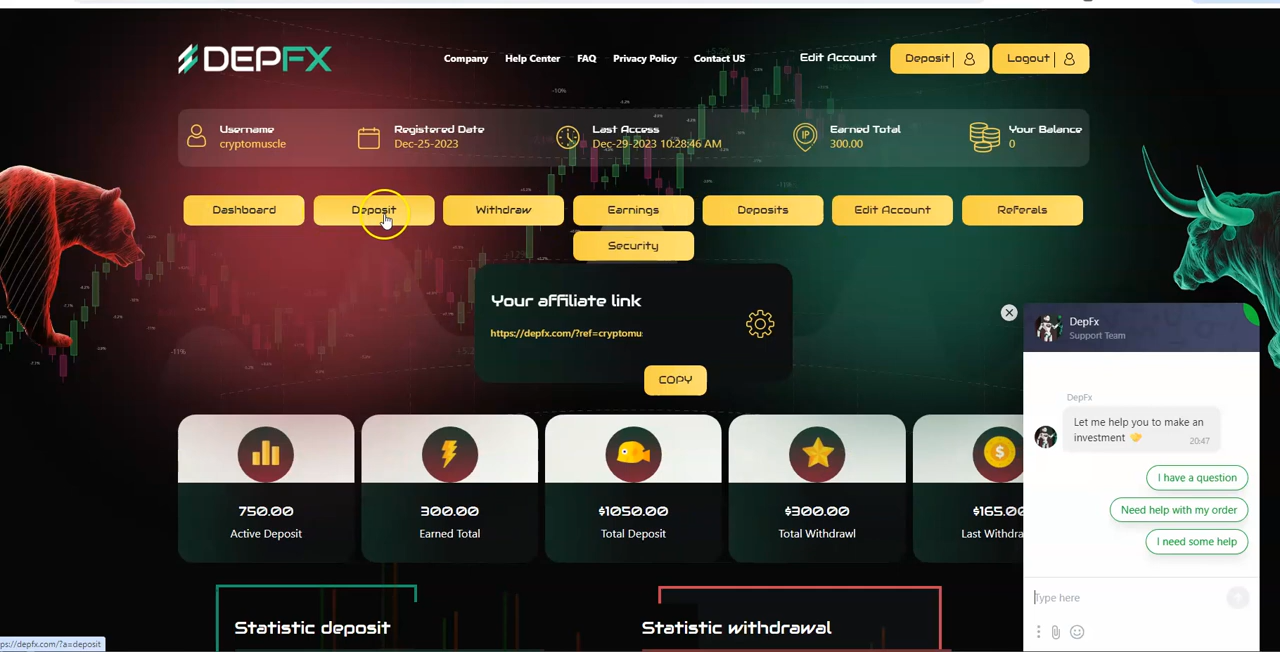 DEPFX
Company Help Center FAQ Privacy Policy Contact US
Edit Account
Deposit
Logout
Username
cryptomuscle
Registered Date
Dec-25-2023
Last Access
Dec-29-2023 10:28:46 AM
IP
Earned Total
300.00
Your Balance
0
Dashboard Deposit Withdraw Earnings Deposits Edit Account Referrals
Security
Your affiliate link
https://depfx.com/?ref=cryptomu
COPY
750.00
Active Deposit
300.00
Earned Total
$1050.00
Total Deposit
$300.00
Total Withdrawl
$165.0
Last Withdra
Statistic deposit
Statistic withdrawal
DepFx
Support Team
DepFx
Let me help you to make an
investment
20:47
I have a question
Need help with my order
I need some help
Type here
ps://depfx.com/?a=deposit
-10%
-11%